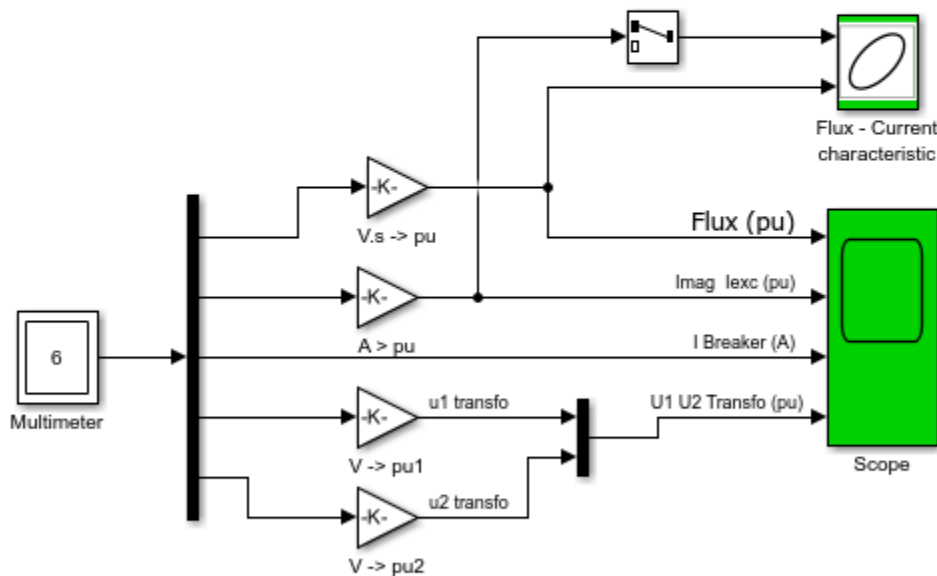 Flux - Current
characteristic
-K-
V.s -> pu
Flux (pu)
-K-
Imag Iexc (pu)
A > pu
I Breaker (A)
6
Multimeter
-K-
u1 transfo
U1 U2 Transfo (pu)
V -> pu1
Scope
-K-
u2 transfo
V -> pu2